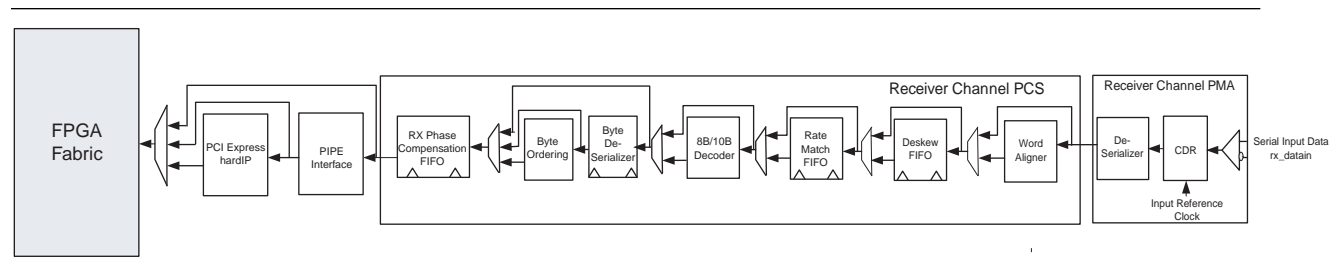 Receiver Channel PCS
Receiver Channel PMA
FPGA
Fabric
PCI Express
hardIP
PIPE
Interface
RX Phase
Compensation
FIFO
Byte
Ordering
Byte
De-
Serializer
8B/10B
Decoder
Rate
Match
FIFO
Deskew
FIFO
Word
Aligner
De-
Serializer
CDR
Serial Input Data
rx_datain
Input Reference
Clock